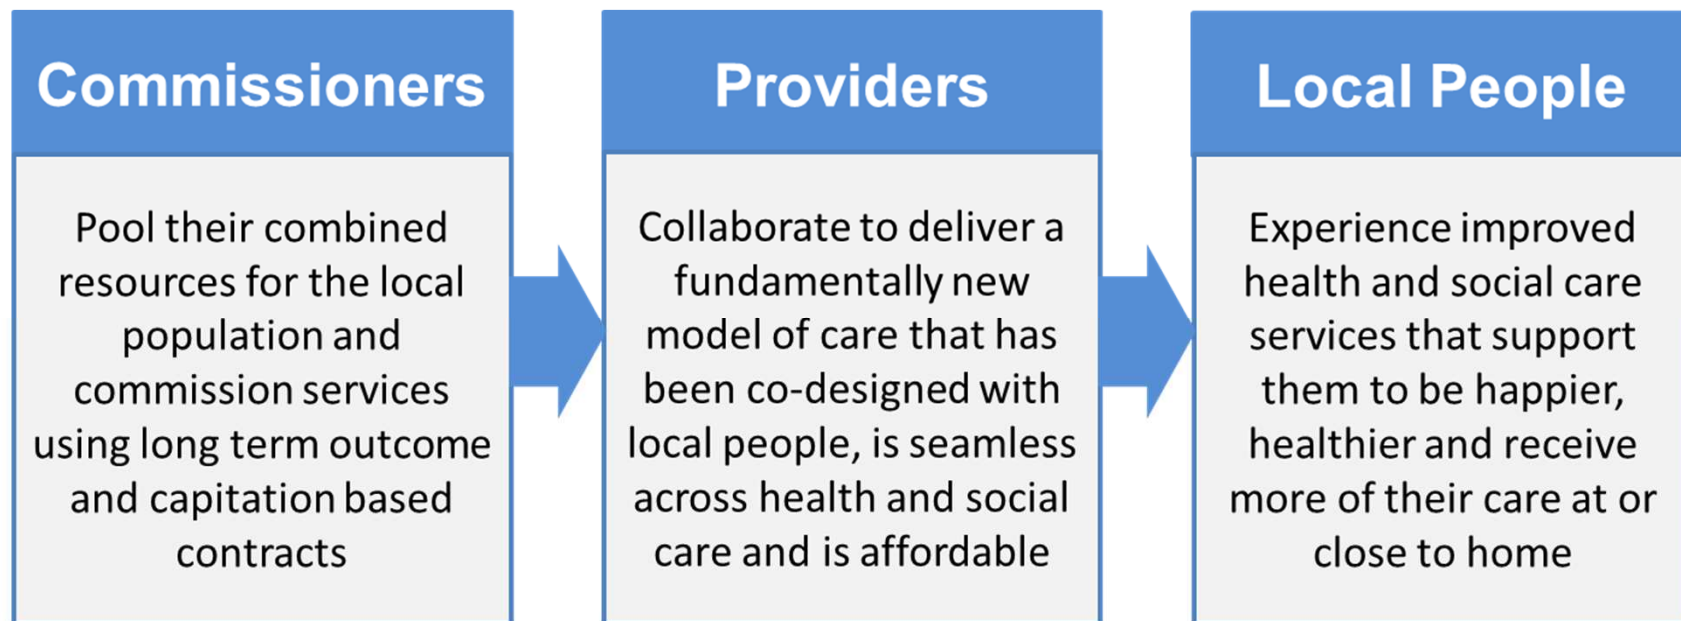 Commissioners
Pool their combined
resources for the local
population and
commission services
using long term outcome
and capitation based
contracts
Providers
Collaborate to deliver a
fundamentally new
model of care that has
been co-designed with
local people, is seamless
across health and social
care and is affordable
Local People
Experience improved
health and social care
services that support
them to be happier,
healthier and receive
more of their care at or
close to home